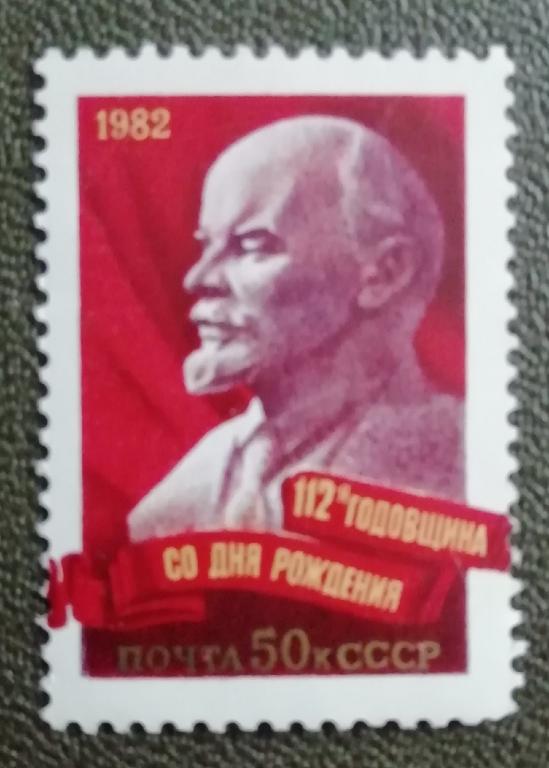 1982
112ᴬ ГОДОВЩИНА
СО ДНЯ РОЖДЕНИЯ
ПОЧТА 50К СССР